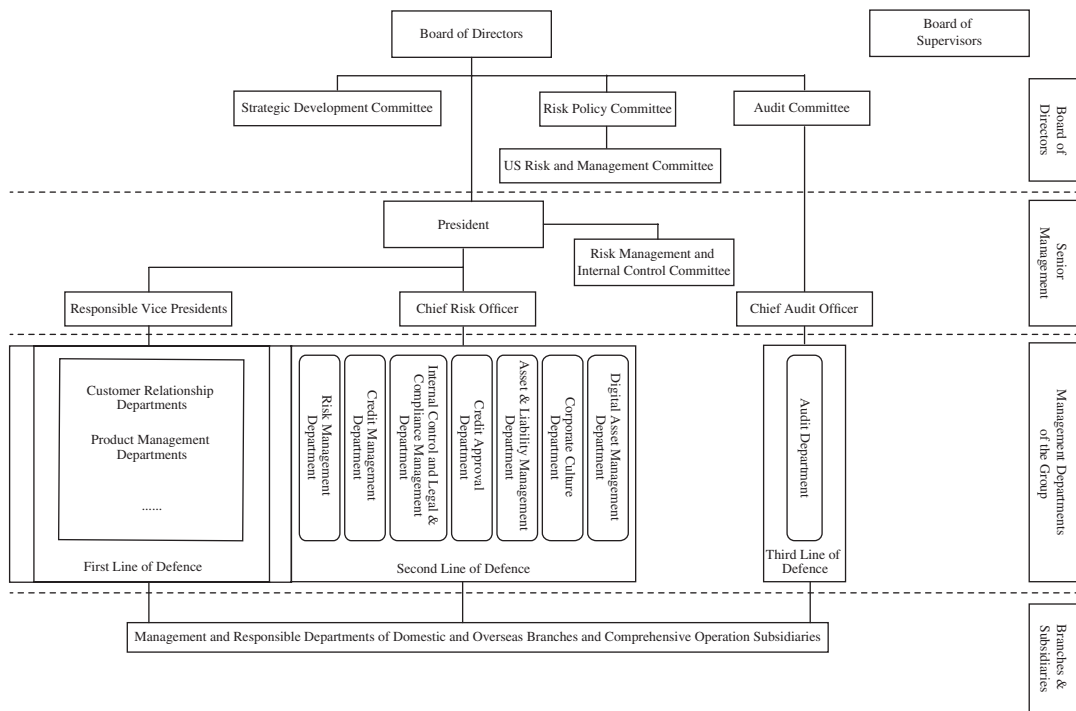 Board of Directors
Board of
Supervisors
Strategic Development Committee
Risk Policy Committee
Audit Committee
US Risk and Management Committee
Board of
Directors
President
Risk Management and
Internal Control Committee
Senior
Management
Responsible Vice Presidents
Chief Risk Officer
Chief Audit Officer
Customer Relationship
Departments
Product Management
Departments
......
First Line of Defence
Risk Management
Department
Credit Management
Department
Internal Control and Legal &
Compliance Management
Department
Credit Approval
Department
Asset & Liability Management
Department
Corporate Culture
Department
Digital Asset Management
Department
Second Line of Defence
Audit Department
Third Line of
Defence
Management Departments
of the Group
Management and Responsible Departments of Domestic and Overseas Branches and Comprehensive Operation Subsidiaries
Branches &
Subsidiaries